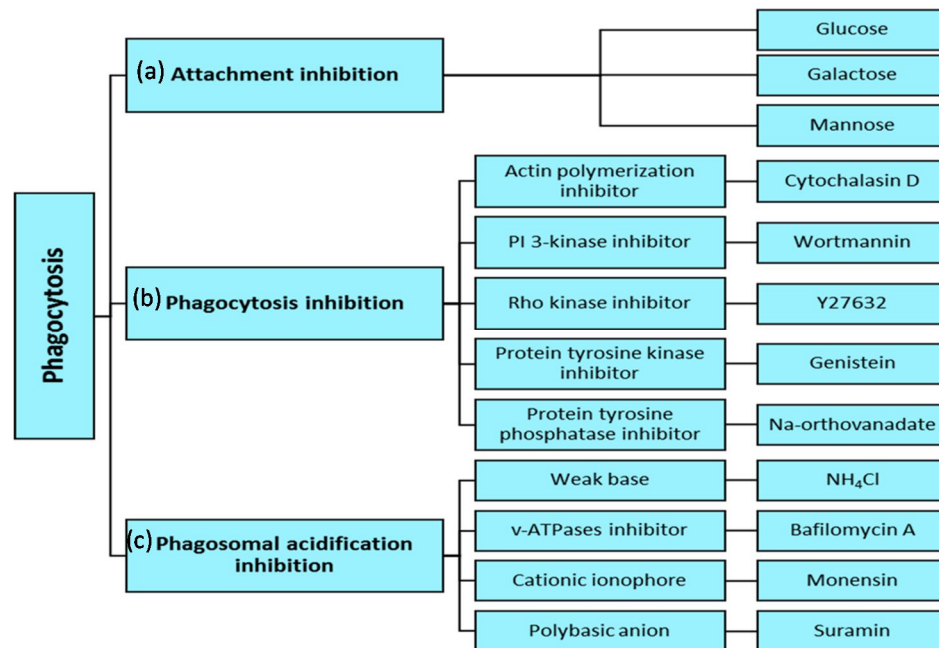 Phagocytosis
(a) Attachment inhibition
Glucose
Galactose
Mannose
(b) Phagocytosis inhibition
Actin polymerization
inhibitor
Cytochalasin D
PI 3-kinase inhibitor
Wortmannin
Rho kinase inhibitor
Y27632
Protein tyrosine kinase
inhibitor
Genistein
Protein tyrosine
phosphatase inhibitor
Na-orthovanadate
(c) Phagosomal acidification
inhibition
Weak base
NH₄Cl
v-ATPases inhibitor
Bafilomycin A
Cationic ionophore
Monensin
Polybasic anion
Suramin